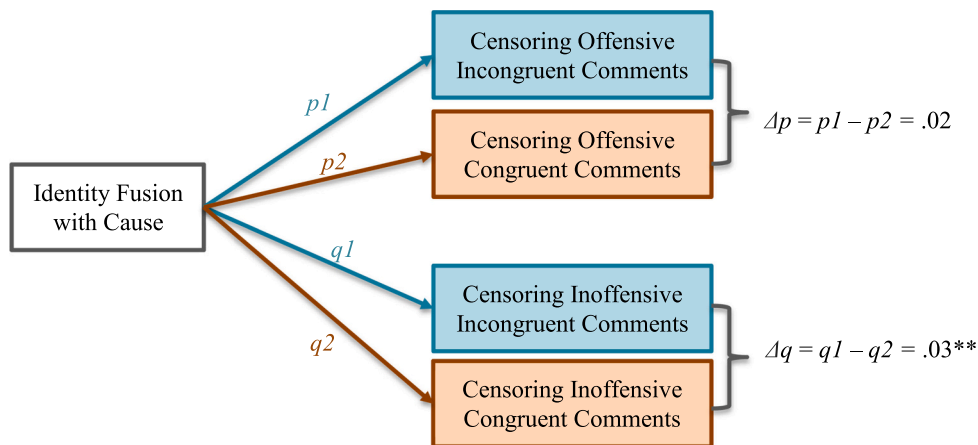 Censoring Offensive
Incongruent Comments
p1
Δp = p1 – p2 = .02
Censoring Offensive
Congruent Comments
p2
Identity Fusion
with Cause
q1
Censoring Inoffensive
Incongruent Comments
q2
Δq = q1 – q2 = .03**
Censoring Inoffensive
Congruent Comments